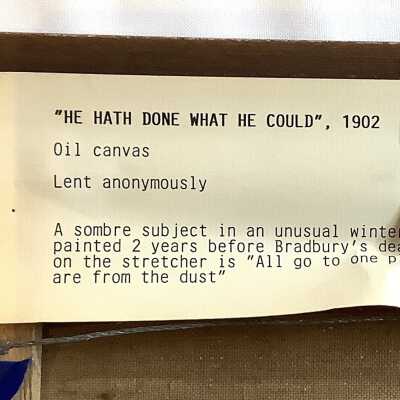 "HE HATH DONE WHAT HE COULD", 1902
Oil canvas
Lent anonymously
A sombre subject in an unusual
painted 2 years before Bradbury's
on the stretcher is "All go to one
are from the dust"